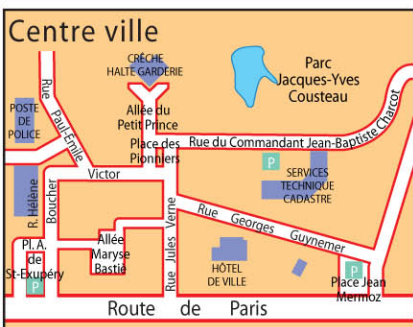 Centre ville
CRÊCHE
HALTE GARDERIE
Parc
Jacques-Yves
Cousteau
Rue
Paul-Emile
Victor
POSTE
DE
POLICE
Allée du
Petit Prince
Place des
Pionniers
Rue du Commandant Jean-Baptiste Charcot
P
SERVICES
TECHNIQUE
CADASTRE
R. Hélène
Boucher
Rue Georges Guynemer
Rue Jules Verne
Pl. A.
de
St-Exupéry
P
Allée
Maryse
Bastiè
HÔTEL
DE VILLE
P
Place Jean
Mermoz
Route de Paris